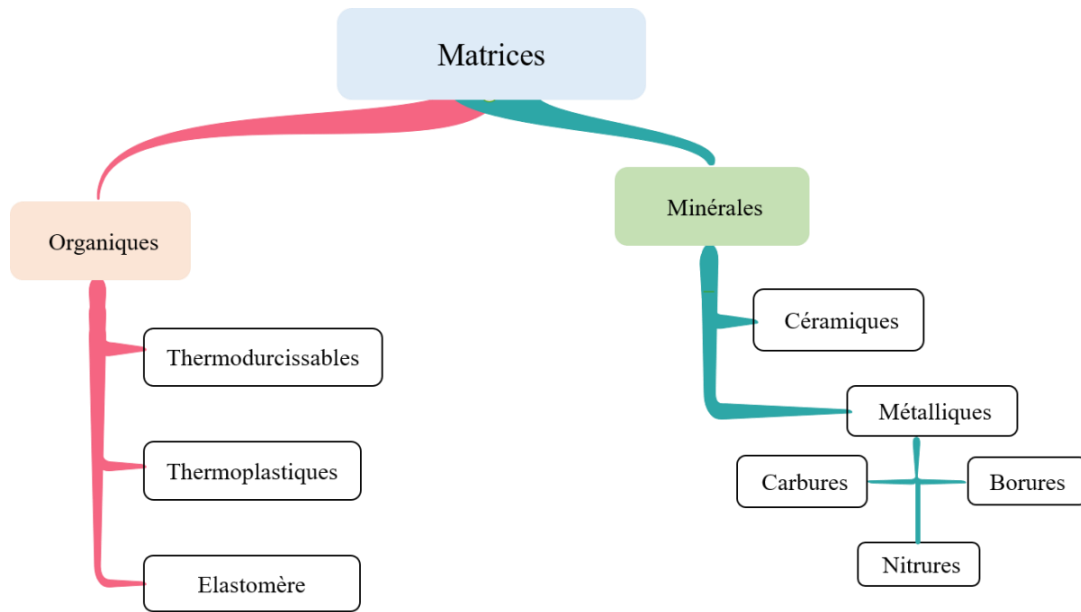 Matrices
Organiques
Thermodurcissables
Thermoplastiques
Elastomère
Minérales
Céramiques
Métalliques
Carbures
Borures
Nitrures